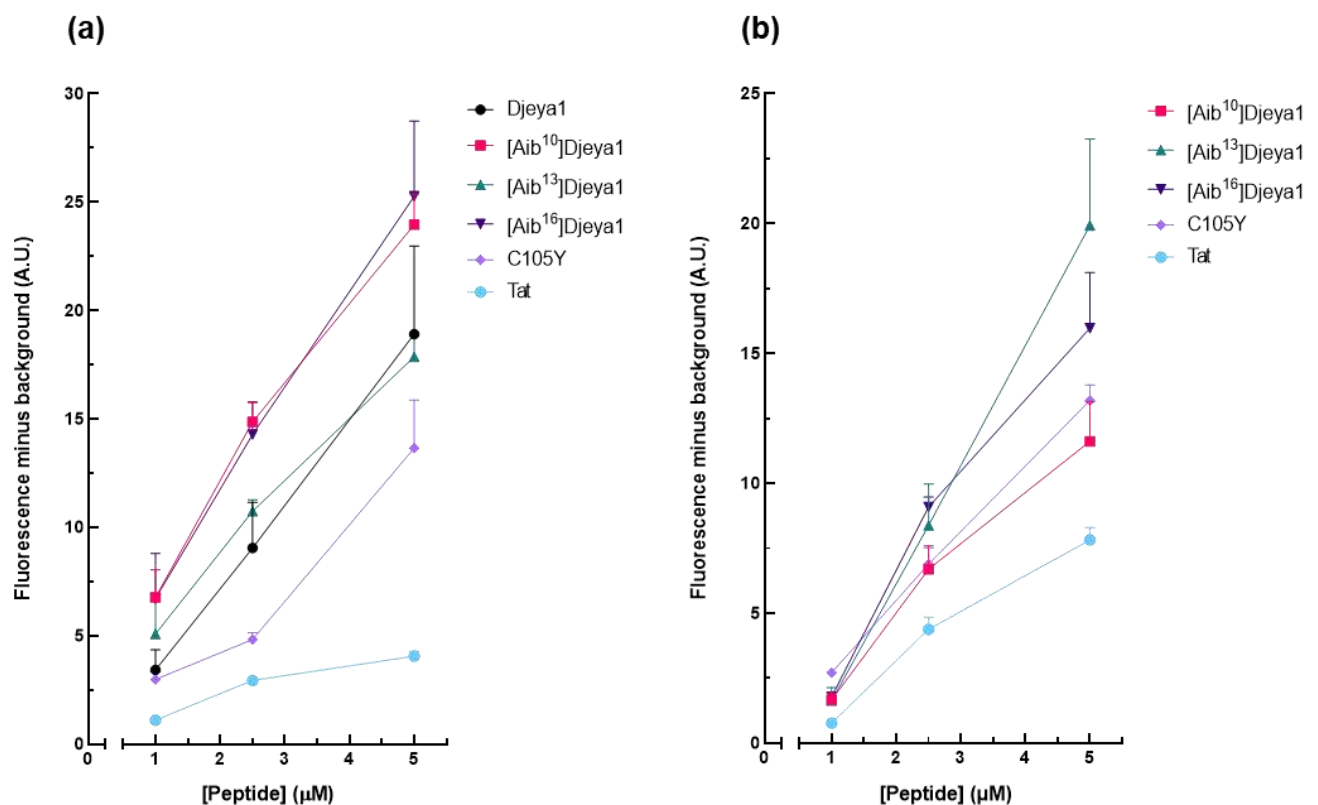 (a)
Fluorescence minus background (A.U.)
30
25
20
15
10
5
0
0
1
2
3
4
5
[Peptide] (μM)
Djeya1
[Aib¹⁰]Djeya1
[Aib¹³]Djeya1
[Aib¹⁶]Djeya1
C105Y
Tat
(b)
Fluorescence minus background (A.U.)
25
20
15
10
5
0
0
1
2
3
4
5
[Peptide] (μM)
[Aib¹⁰]Djeya1
[Aib¹³]Djeya1
[Aib¹⁶]Djeya1
C105Y
Tat